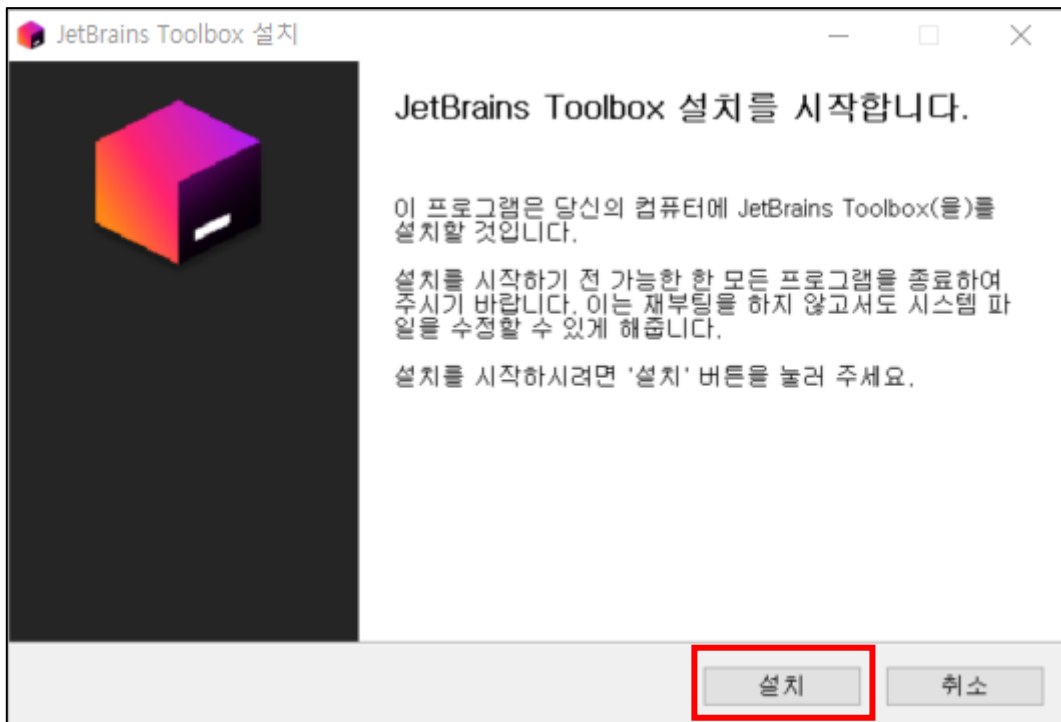 JetBrains Toolbox 설치
JetBrains Toolbox 설치를 시작합니다.
이 프로그램은 당신의 컴퓨터에 JetBrains Toolbox(을)를
설치할 것입니다.
설치를 시작하기 전 가능한 한 모든 프로그램을 종료하여
주시기 바랍니다. 이는 재부팅을 하지 않고서도 시스템 파
일을 수정할 수 있게 해줍니다.
설치를 시작하시려면 '설치' 버튼을 눌러 주세요.
설치 취소